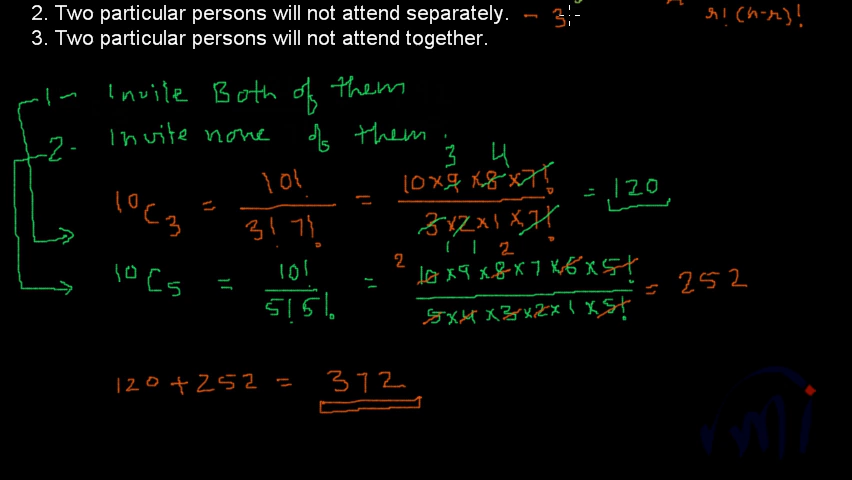 2. Two particular persons will not attend separately. - 3
r! (n-r)!
3. Two particular persons will not attend together.
1- Invite Both of them
2- Invite none of them.
3 4
10C3 = 10! / 3! 7! = 10×9×8×7! / 3×2×1×7! = 120
1 1
2 2
10C5 = 10! / 5! 5! = 10×9×8×7×6×5! / 5×4×3×2×1×5! = 252
120+252 = 372
vmi